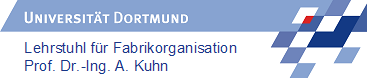 UNIVERSITÄT DORTMUND
Lehrstuhl für Fabrikorganisation
Prof. Dr.-Ing. A. Kuhn